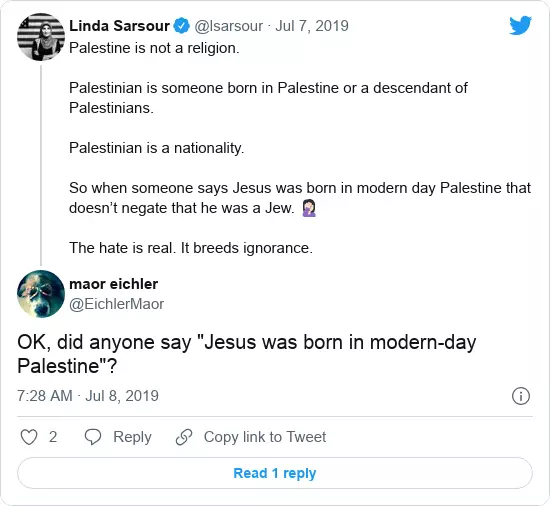 Linda Sarsour @lsarsour · Jul 7, 2019
Palestine is not a religion.
Palestinian is someone born in Palestine or a descendant of
Palestinians.
Palestinian is a nationality.
So when someone says Jesus was born in modern day Palestine that
doesn’t negate that he was a Jew. 🤦🏻‍♀️
The hate is real. It breeds ignorance.
maor eichler
@EichlerMaor
OK, did anyone say "Jesus was born in modern-day
Palestine"?
7:28 AM · Jul 8, 2019
2 Reply Copy link to Tweet
Read 1 reply